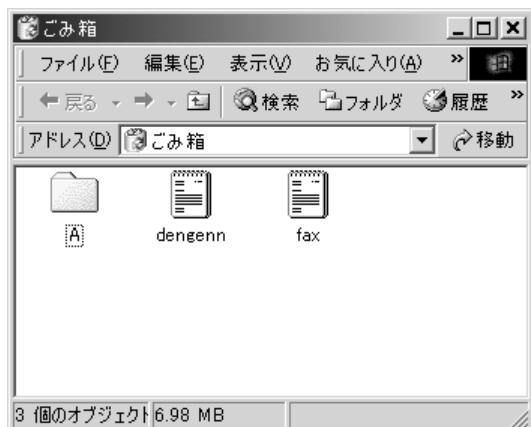 ごみ箱
ファイル(F) 編集(E) 表示(V) お気に入り(A) »
戻る 検索 フォルダ 履歴 »
アドレス(D) ごみ箱 移動
A dengenn fax
3 個のオブジェクト 6.98 MB